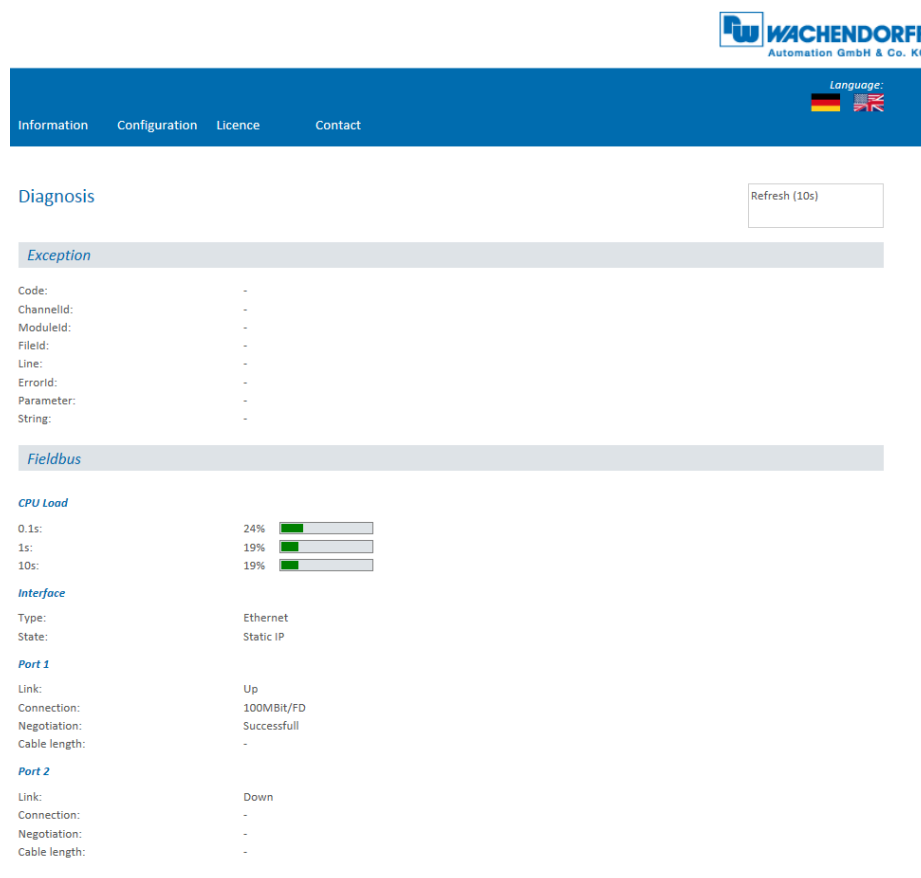 WACHENDORFF
Automation GmbH & Co. KG
Language:
Information Configuration Licence Contact
Diagnosis
Refresh (10s)
Exception
Code: -
ChannelId: -
ModuleId: -
FileId: -
Line: -
ErrorId: -
Parameter: -
String: -
Fieldbus
CPU Load
0.1s: 24%
1s: 19%
10s: 19%
Interface
Type: Ethernet
State: Static IP
Port 1
Link: Up
Connection: 100MBit/FD
Negotiation: Successfull
Cable length: -
Port 2
Link: Down
Connection: -
Negotiation: -
Cable length: -